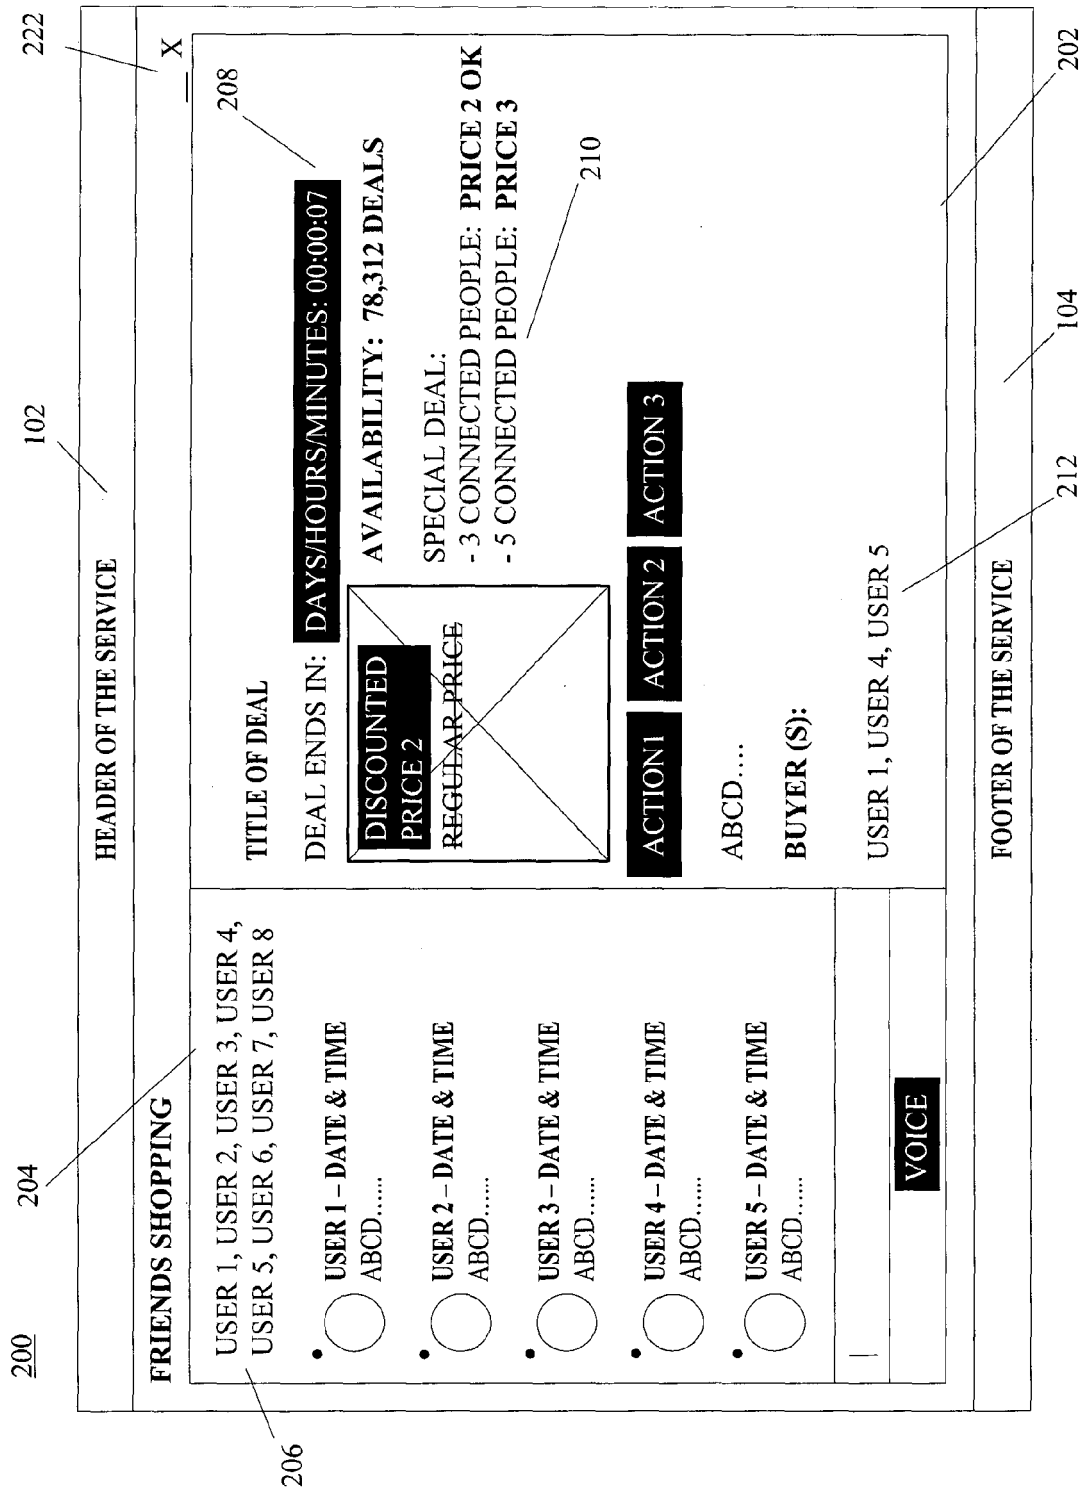 200
204
102
222
HEADER OF THE SERVICE
FRIENDS SHOPPING
_ X
206
USER 1, USER 2, USER 3, USER 4,
USER 5, USER 6, USER 7, USER 8
USER 1 – DATE & TIME
ABCD......
USER 2 – DATE & TIME
ABCD......
USER 3 – DATE & TIME
ABCD......
USER 4 – DATE & TIME
ABCD......
USER 5 – DATE & TIME
ABCD......
VOICE
TITLE OF DEAL
208
DEAL ENDS IN: DAYS/HOURS/MINUTES: 00:00:07
DISCOUNTED
PRICE 2
REGULAR PRICE
AVAILABILITY: 78,312 DEALS
SPECIAL DEAL:
- 3 CONNECTED PEOPLE: PRICE 2 OK
- 5 CONNECTED PEOPLE: PRICE 3
210
ACTION1 ACTION 2 ACTION 3
ABCD....
BUYER (S):
USER 1, USER 4, USER 5
FOOTER OF THE SERVICE
212
104
202